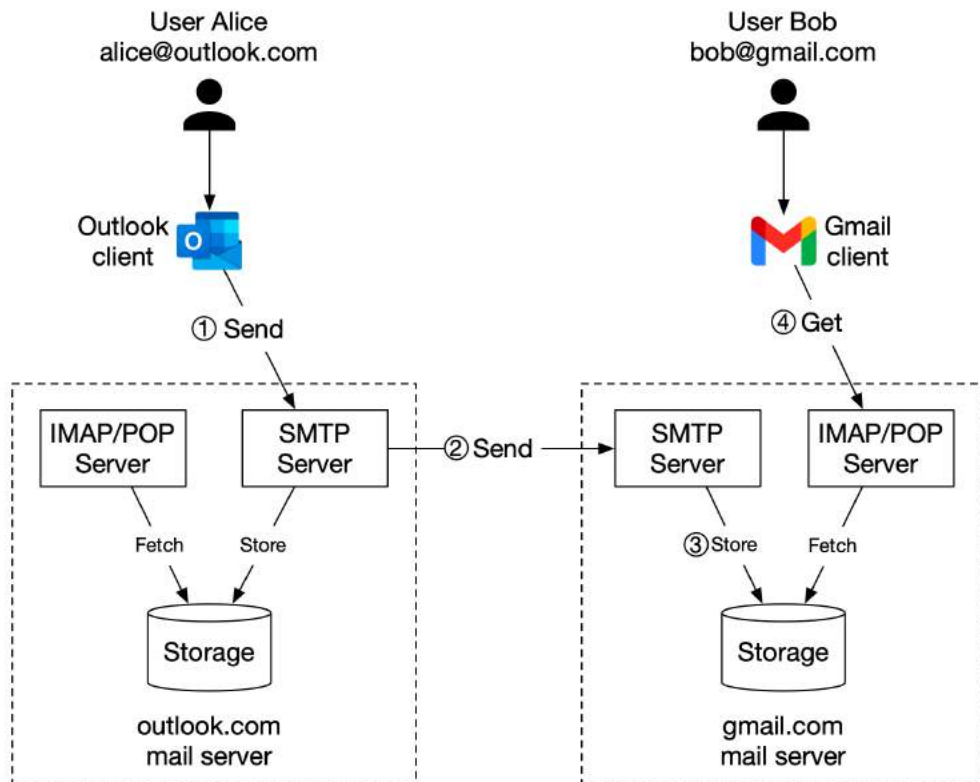 User Alice
alice@outlook.com
User Bob
bob@gmail.com
Outlook
client
O
Gmail
client
① Send
④ Get
IMAP/POP
Server
SMTP
Server
② Send
SMTP
Server
IMAP/POP
Server
Fetch
Store
③ Store
Fetch
Storage
Storage
outlook.com
mail server
gmail.com
mail server